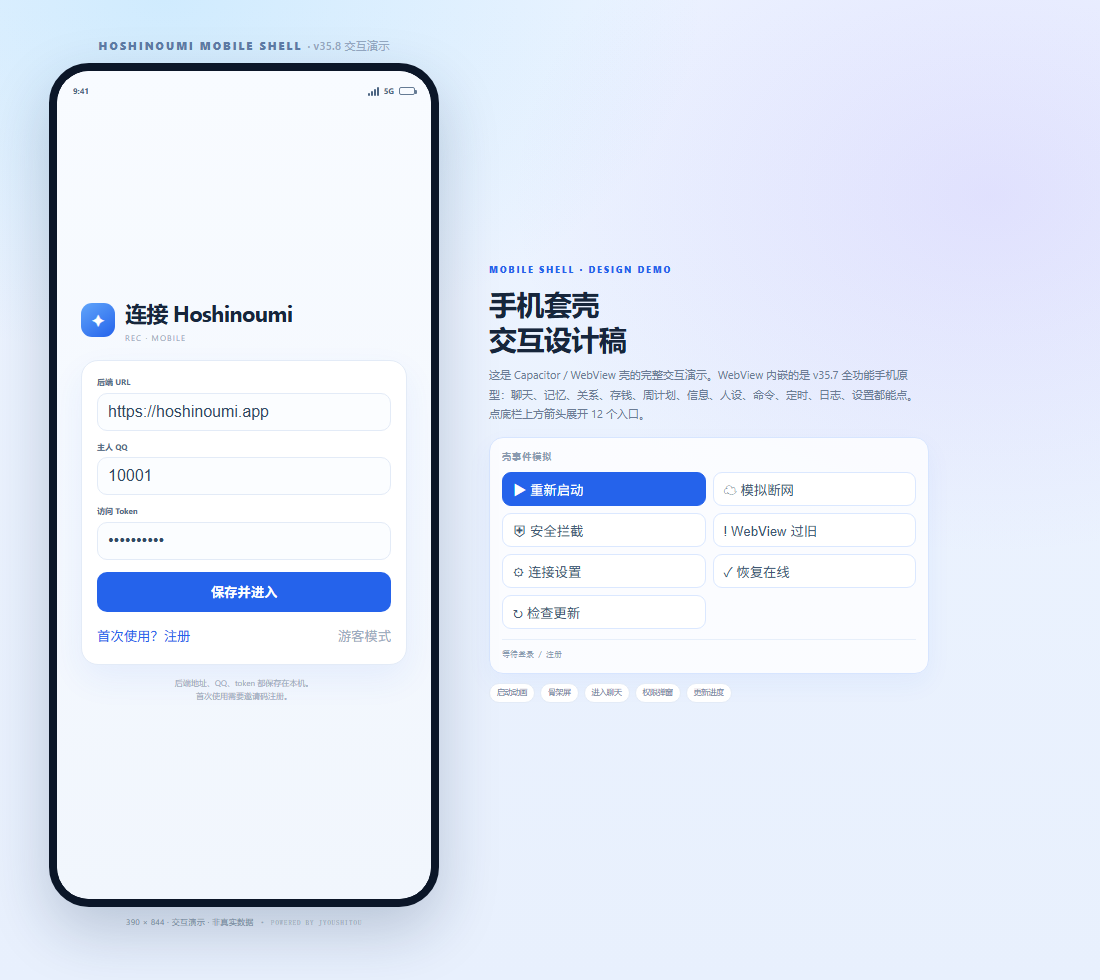 HOSHINOUMI MOBILE SHELL · v35.8 交互演示
9:41
5G
✦
连接 Hoshinoumi
REC · MOBILE
后端 URL
https://hoshinoumi.app
主人 QQ
10001
访问 Token
••••••••••
保存并进入
首次使用？注册
游客模式
后端地址、QQ、token 都保存在本机。
首次使用需要邀请码注册。
390 × 844 · 交互演示 · 非真实数据 · POWERED BY JYOUSHITOU
MOBILE SHELL · DESIGN DEMO
手机套壳
交互设计稿
这是 Capacitor / WebView 壳的完整交互演示。WebView 内嵌的是 v35.7 全功能手机原
型：聊天、记忆、关系、存钱、周计划、信息、人设、命令、定时、日志、设置都能点。
点底栏上方箭头展开 12 个入口。
壳事件模拟
▶ 重新启动
模拟断网
安全拦截
! WebView 过旧
⚙ 连接设置
✓ 恢复在线
↻ 检查更新
等待登录 / 注册
启动动画
骨架屏
进入聊天
权限弹窗
更新进度